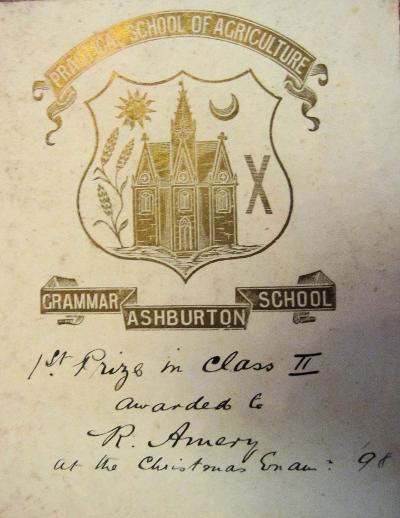 PRACTICAL SCHOOL OF AGRICULTURE
GRAMMAR ASHBURTON SCHOOL
1st. Prize in Class II
awarded to
R. Amery
at the Christmas Exam: 98